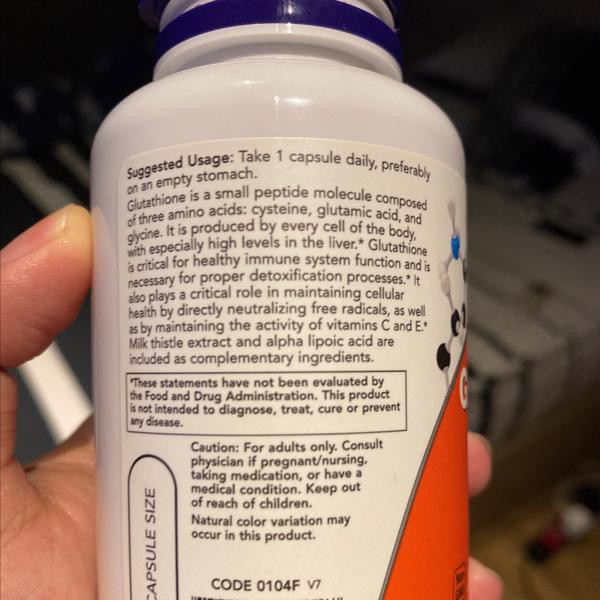 Suggested Usage: Take 1 capsule daily, preferably
on an empty stomach.
Glutathione is a small peptide molecule composed
of three amino acids: cysteine, glutamic acid, and
glycine. It is produced by every cell of the body,
with especially high levels in the liver.* Glutathione
is critical for healthy immune system function and is
necessary for proper detoxification processes.* It
also plays a critical role in maintaining cellular
health by directly neutralizing free radicals, as well
as by maintaining the activity of vitamins C and E.*
Milk thistle extract and alpha lipoic acid are
included as complementary ingredients.
*These statements have not been evaluated by
the Food and Drug Administration. This product
is not intended to diagnose, treat, cure or prevent
any disease.
Caution: For adults only. Consult
physician if pregnant/nursing,
taking medication, or have a
medical condition. Keep out
of reach of children.
Natural color variation may
occur in this product.
CAPSULE SIZE
CODE 0104F V7